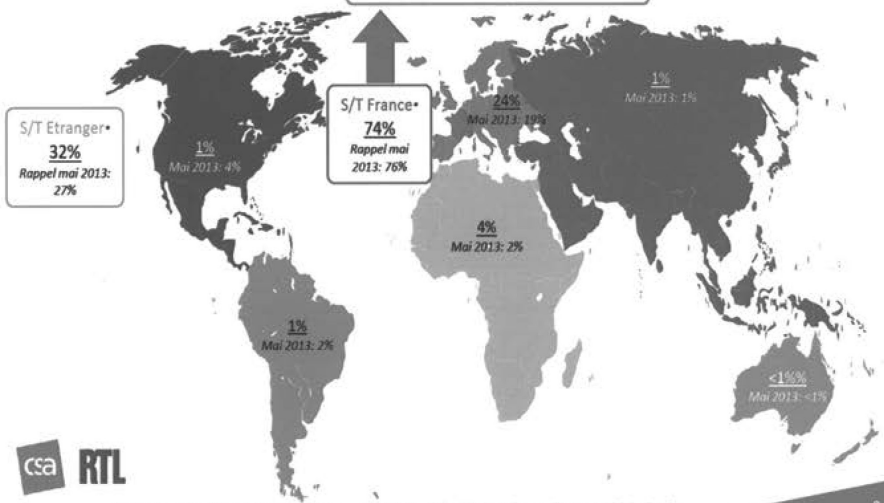 S/T Etranger•
32%
Rappel mai 2013:
27%
1%
Mai 2013: 4%
S/T France•
74%
Rappel mai
2013: 76%
24%
Mai 2013: 19%
1%
Mai 2013: 1%
4%
Mai 2013: 2%
1%
Mai 2013: 2%
<1%%
Mai 2013: <1%
csa RTL